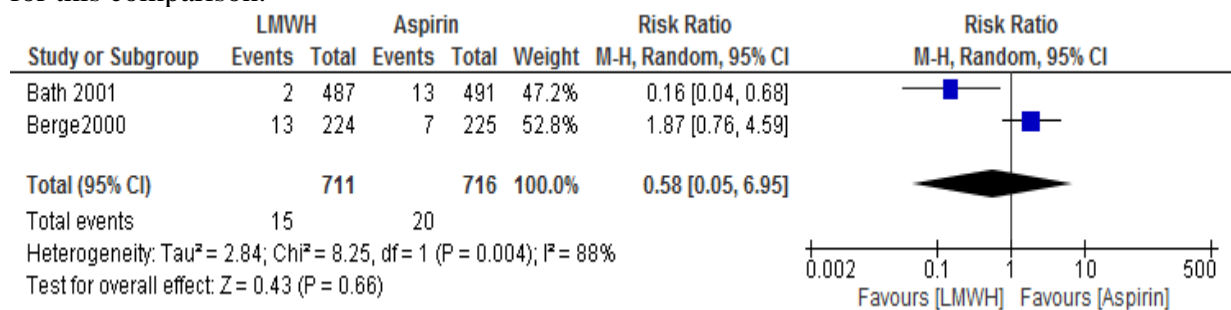 for this comparison.
LMWH Aspirin Risk Ratio Risk Ratio
Study or Subgroup Events Total Events Total Weight M-H, Random, 95% CI M-H, Random, 95% CI
Bath 2001 2 487 13 491 47.2% 0.16 [0.04, 0.68]
Berge2000 13 224 7 225 52.8% 1.87 [0.76, 4.59]
Total (95% CI) 711 716 100.0% 0.58 [0.05, 6.95]
Total events 15 20
Heterogeneity: Tau² = 2.84; Chi² = 8.25, df = 1 (P = 0.004); I² = 88%
Test for overall effect: Z = 0.43 (P = 0.66)
0.002 0.1 1 10 500
Favours [LMWH] Favours [Aspirin]